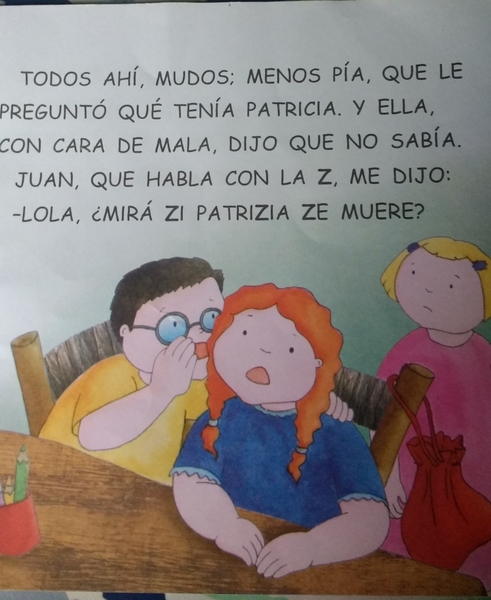 TODOS AHÍ, MUDOS; MENOS PÍA, QUE LE
PREGUNTÓ QUÉ TENÍA PATRICIA. Y ELLA,
CON CARA DE MALA, DIJO QUE NO SABÍA.
JUAN, QUE HABLA CON LA Z, ME DIJO:
-LOLA, ¿MIRÁ ZI PATRIZIA ZE MUERE?